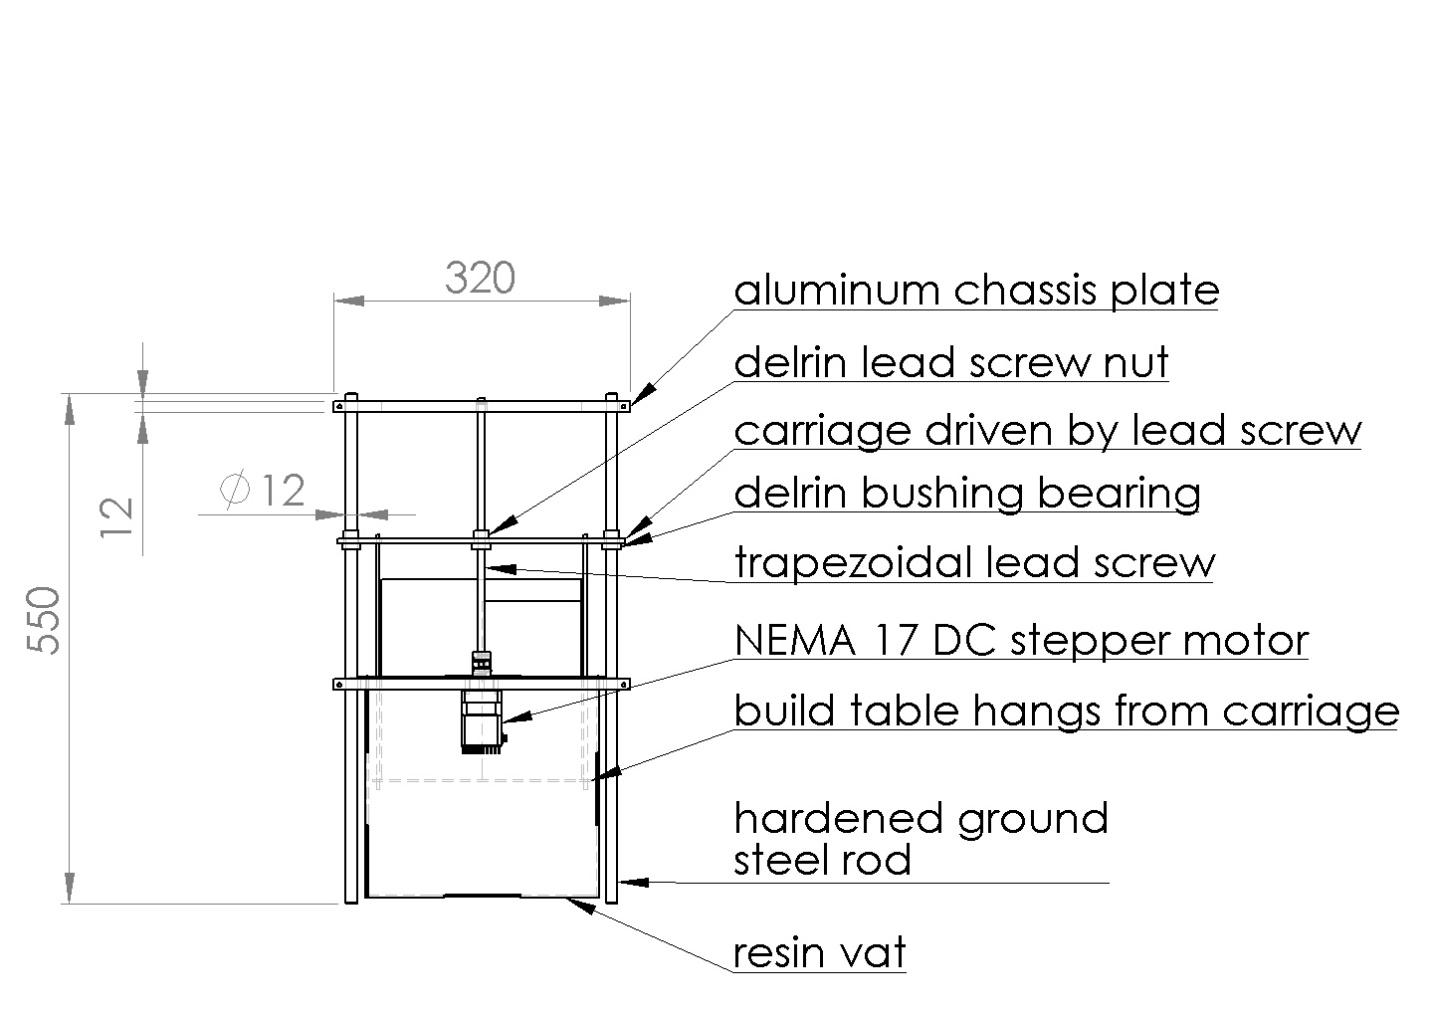 320
aluminum chassis plate
delrin lead screw nut
carriage driven by lead screw
⌀12
delrin bushing bearing
12
trapezoidal lead screw
550
NEMA 17 DC stepper motor
build table hangs from carriage
hardened ground
steel rod
resin vat